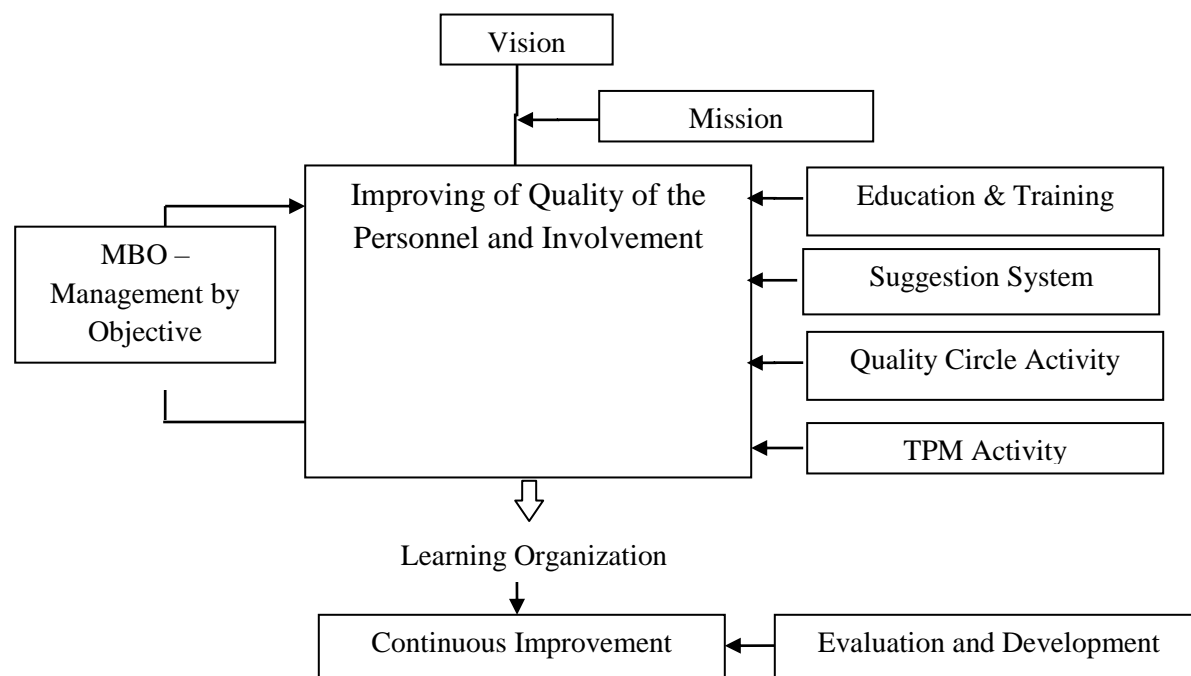 Vision
Mission
Improving of Quality of the
Personnel and Involvement
Education & Training
MBO –
Management by
Objective
Suggestion System
Quality Circle Activity
TPM Activity
Learning Organization
Continuous Improvement
Evaluation and Development